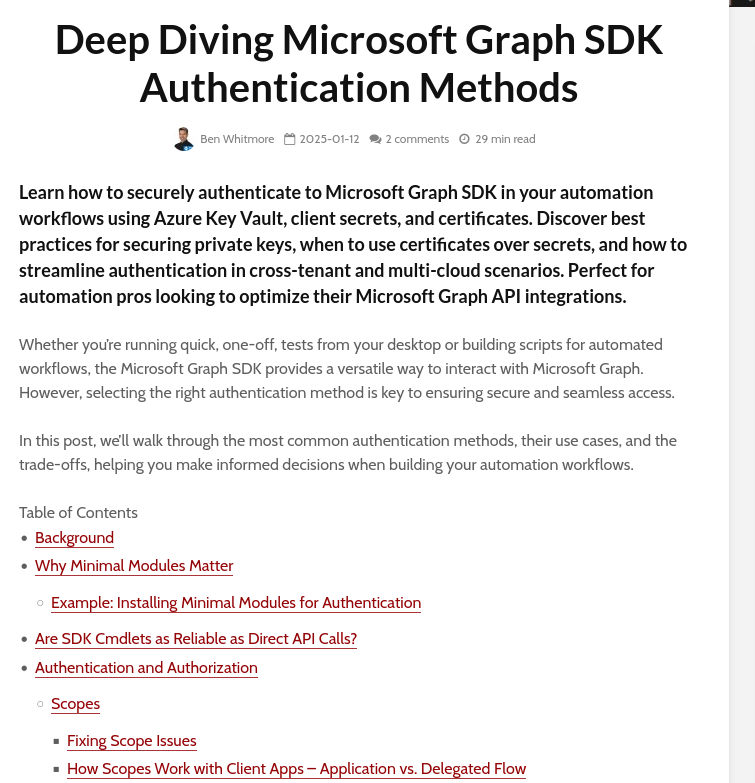 Deep Diving Microsoft Graph SDK
Authentication Methods
Ben Whitmore 2025-01-12 2 comments 29 min read
Learn how to securely authenticate to Microsoft Graph SDK in your automation
workflows using Azure Key Vault, client secrets, and certificates. Discover best
practices for securing private keys, when to use certificates over secrets, and how to
streamline authentication in cross-tenant and multi-cloud scenarios. Perfect for
automation pros looking to optimize their Microsoft Graph API integrations.
Whether you're running quick, one-off, tests from your desktop or building scripts for automated
workflows, the Microsoft Graph SDK provides a versatile way to interact with Microsoft Graph.
However, selecting the right authentication method is key to ensuring secure and seamless access.
In this post, we'll walk through the most common authentication methods, their use cases, and the
trade-offs, helping you make informed decisions when building your automation workflows.
Table of Contents
• Background
• Why Minimal Modules Matter
○ Example: Installing Minimal Modules for Authentication
• Are SDK Cmdlets as Reliable as Direct API Calls?
• Authentication and Authorization
○ Scopes
▪ Fixing Scope Issues
▪ How Scopes Work with Client Apps – Application vs. Delegated Flow